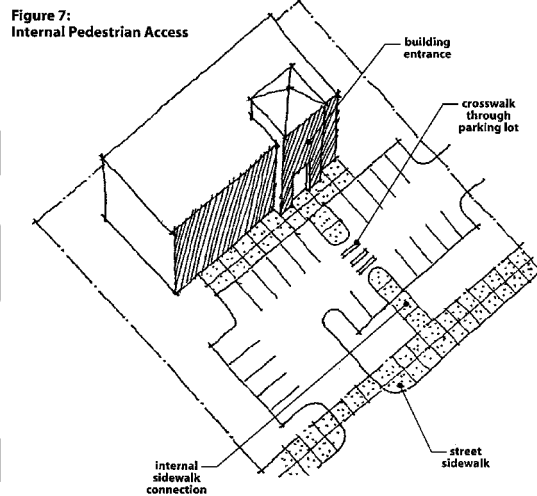 Figure 7:
Internal Pedestrian Access
building
entrance
crosswalk
through
parking lot
internal
sidewalk
connection
street
sidewalk